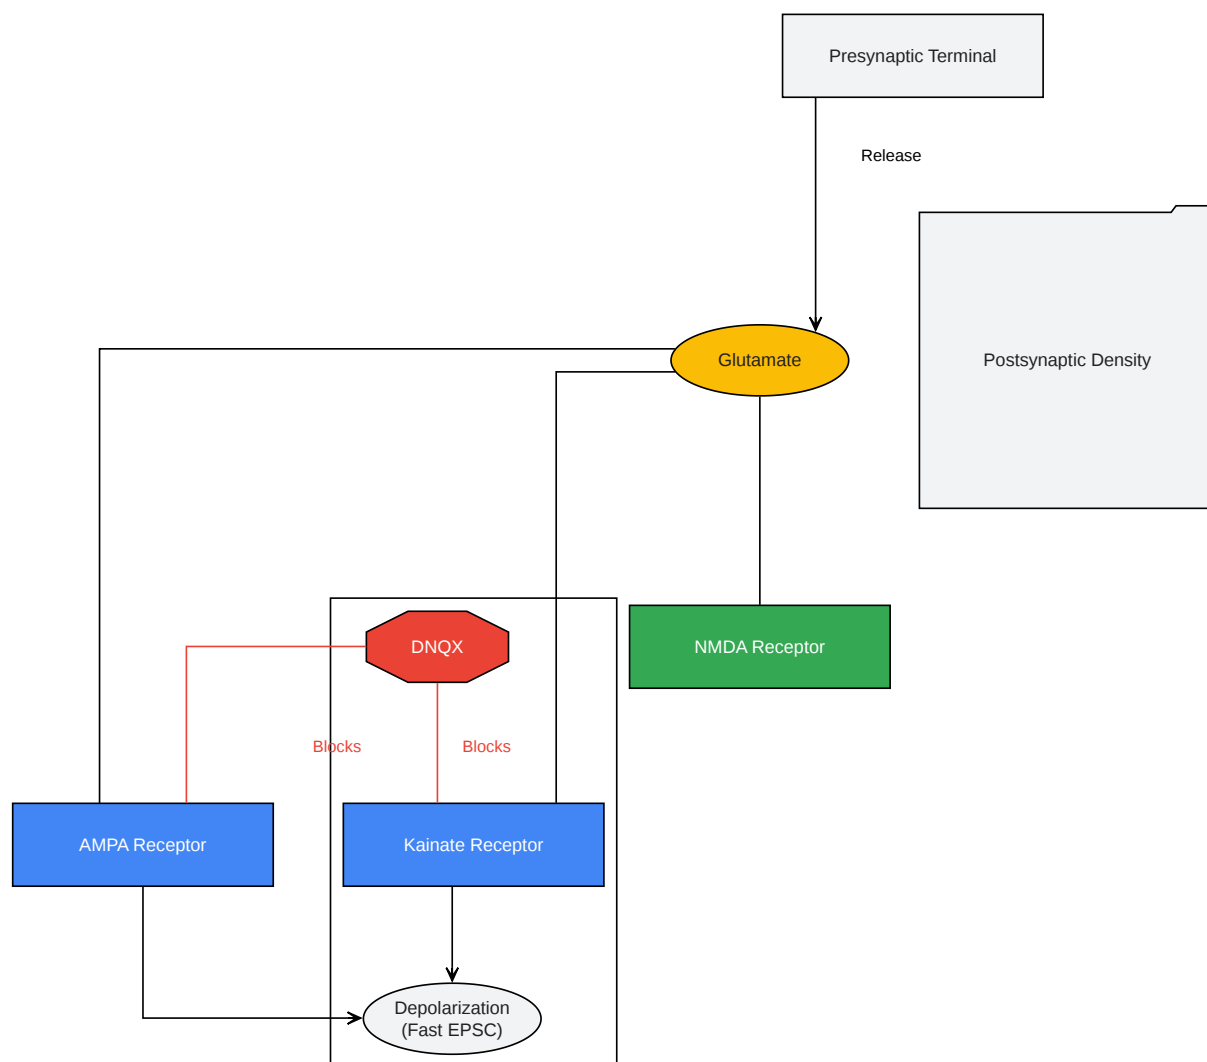 Presynaptic Terminal
Release
Glutamate
Postsynaptic Density
DNQX
NMDA Receptor
Blocks
Blocks
AMPA Receptor
Kainate Receptor
Depolarization
(Fast EPSC)